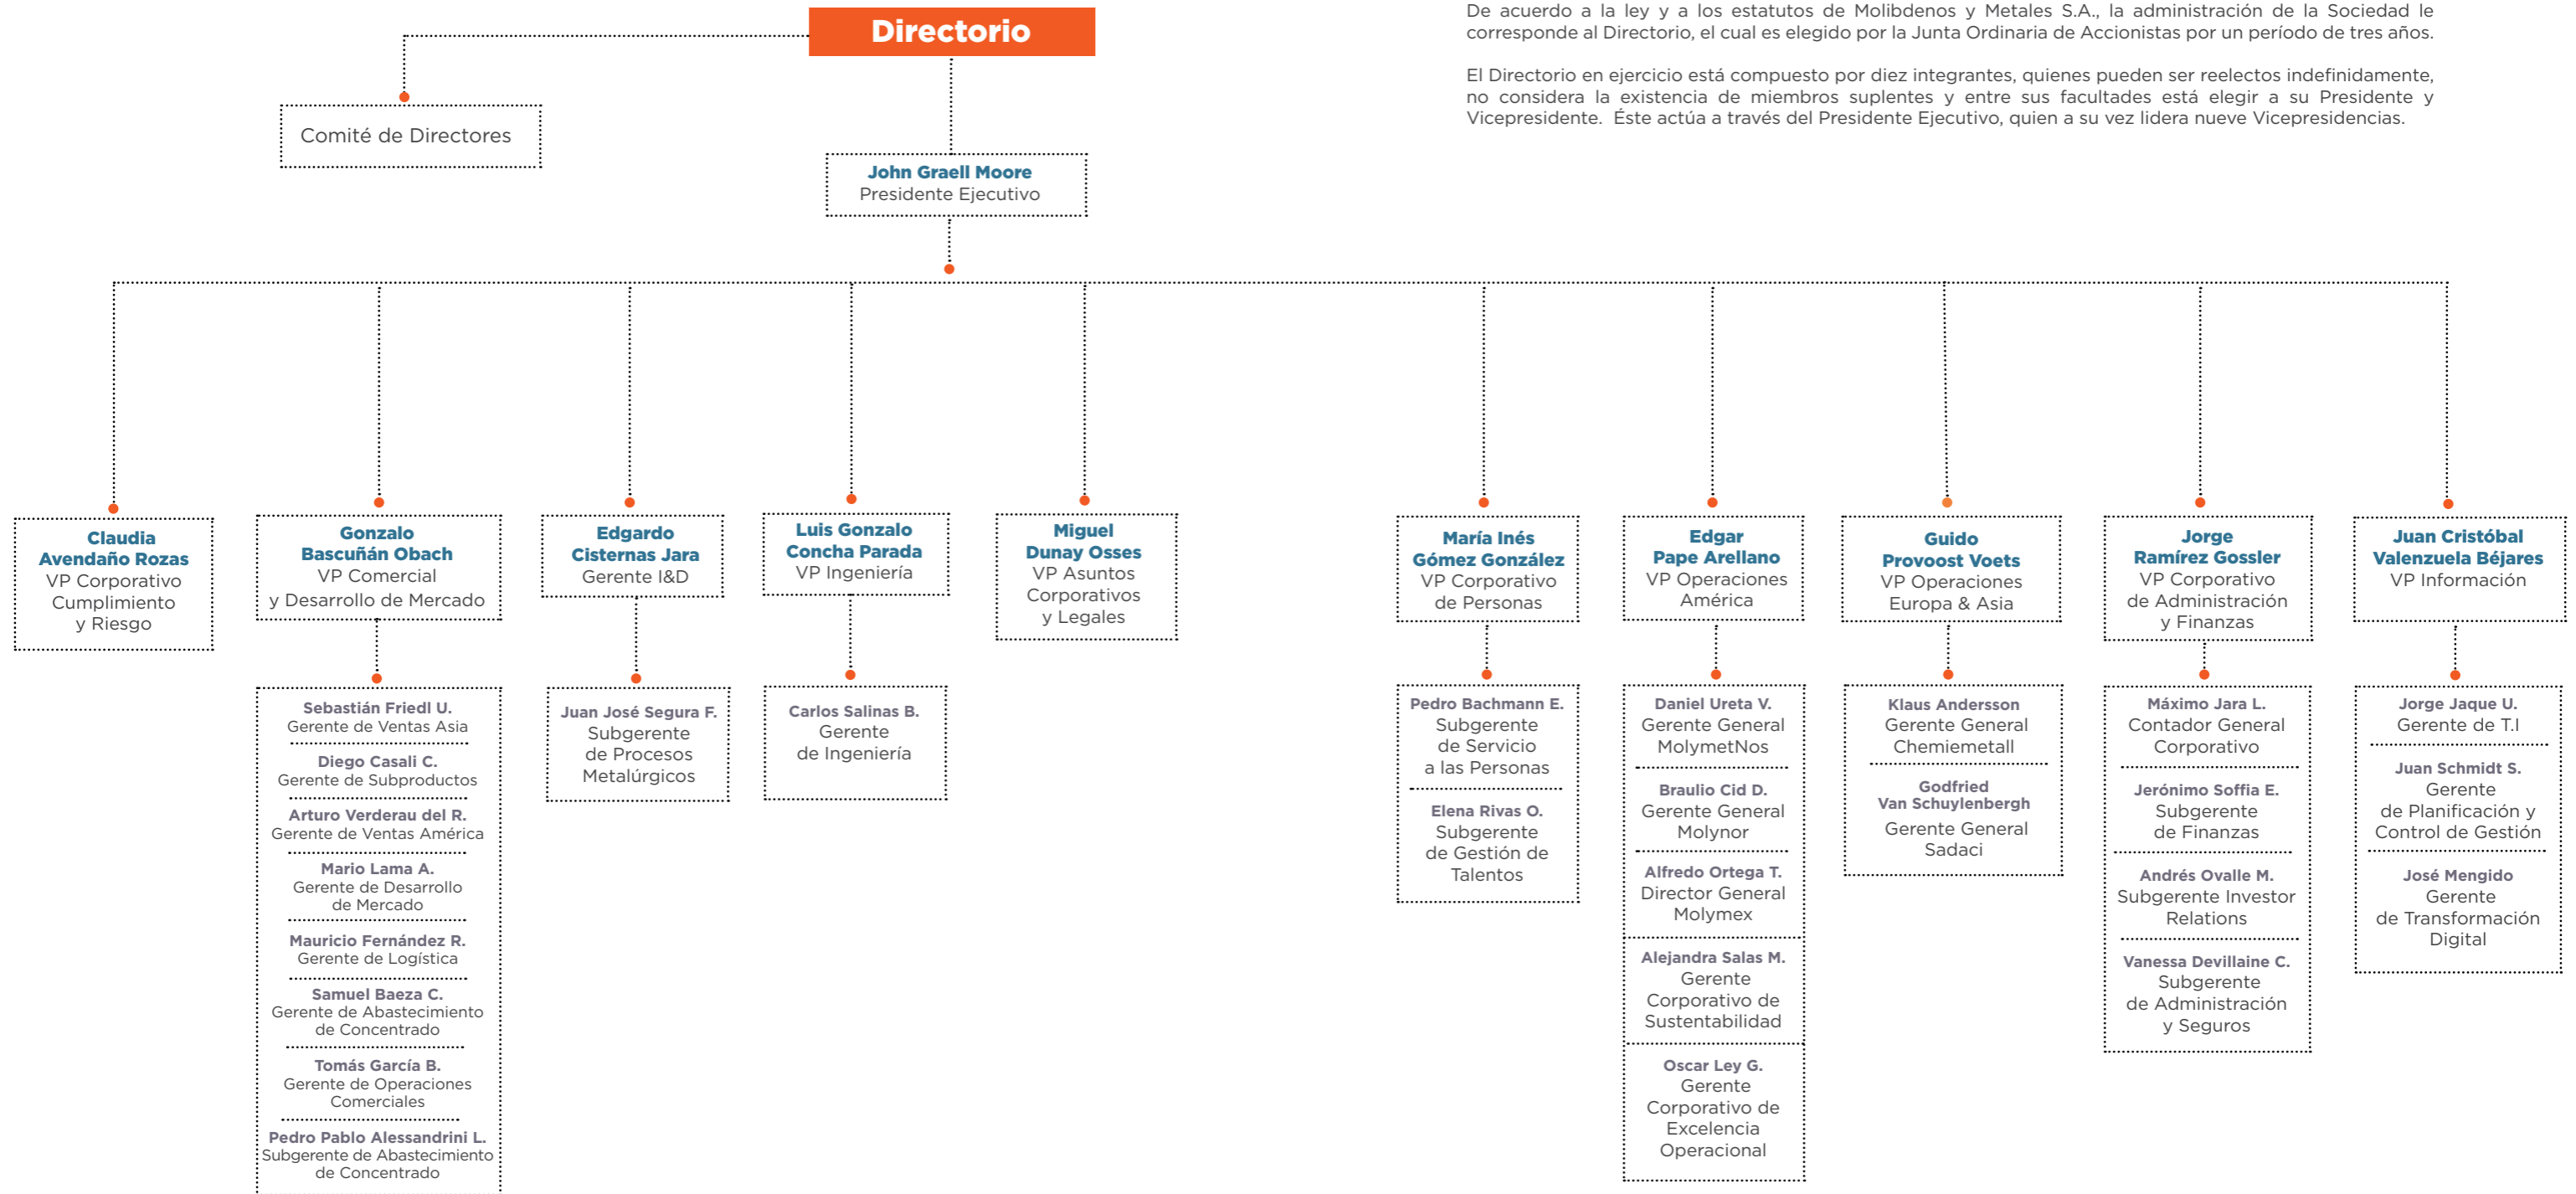 Directorio
De acuerdo a la ley y a los estatutos de Molibdenos y Metales S.A., la administración de la Sociedad le
corresponde al Directorio, el cual es elegido por la Junta Ordinaria de Accionistas por un período de tres años.
El Directorio en ejercicio está compuesto por diez integrantes, quienes pueden ser reelectos indefinidamente,
no considera la existencia de miembros suplentes y entre sus facultades está elegir a su Presidente y
Vicepresidente. Éste actúa a través del Presidente Ejecutivo, quien a su vez lidera nueve Vicepresidencias.
Comité de Directores
John Graell Moore
Presidente Ejecutivo
Claudia
Avendaño Rozas
VP Corporativo
Cumplimiento
y Riesgo
Gonzalo
Bascuñán Obach
VP Comercial
y Desarrollo de Mercado
Sebastián Friedl U.
Gerente de Ventas Asia
Diego Casali C.
Gerente de Subproductos
Arturo Verderau del R.
Gerente de Ventas América
Mario Lama A.
Gerente de Desarrollo
de Mercado
Mauricio Fernández R.
Gerente de Logística
Samuel Baeza C.
Gerente de Abastecimiento
de Concentrado
Tomás García B.
Gerente de Operaciones
Comerciales
Pedro Pablo Alessandrini L.
Subgerente de Abastecimiento
de Concentrado
Edgardo
Cisternas Jara
Gerente I&D
Juan José Segura F.
Subgerente
de Procesos
Metalúrgicos
Luis Gonzalo
Concha Parada
VP Ingeniería
Carlos Salinas B.
Gerente
de Ingeniería
Miguel
Dunay Osses
VP Asuntos
Corporativos
y Legales
María Inés
Gómez González
VP Corporativo
de Personas
Pedro Bachmann E.
Subgerente
de Servicio
a las Personas
Elena Rivas O.
Subgerente
de Gestión de
Talentos
Edgar
Pape Arellano
VP Operaciones
América
Daniel Ureta V.
Gerente General
MolymetNos
Braulio Cid D.
Gerente General
Molynor
Alfredo Ortega T.
Director General
Molymex
Alejandra Salas M.
Gerente
Corporativo de
Sustentabilidad
Oscar Ley G.
Gerente
Corporativo de
Excelencia
Operacional
Guido
Provoost Voets
VP Operaciones
Europa & Asia
Klaus Andersson
Gerente General
Chemiemetall
Godfried
Van Schuylenbergh
Gerente General
Sadaci
Jorge
Ramírez Gossler
VP Corporativo
de Administración
y Finanzas
Máximo Jara L.
Contador General
Corporativo
Jerónimo Soffia E.
Subgerente
de Finanzas
Andrés Ovalle M.
Subgerente Investor
Relations
Vanessa Devillaine C.
Subgerente
de Administración
y Seguros
Juan Cristóbal
Valenzuela Béjares
VP Información
Jorge Jaque U.
Gerente de T.I
Juan Schmidt S.
Gerente
de Planificación y
Control de Gestión
José Mengido
Gerente
de Transformación
Digital